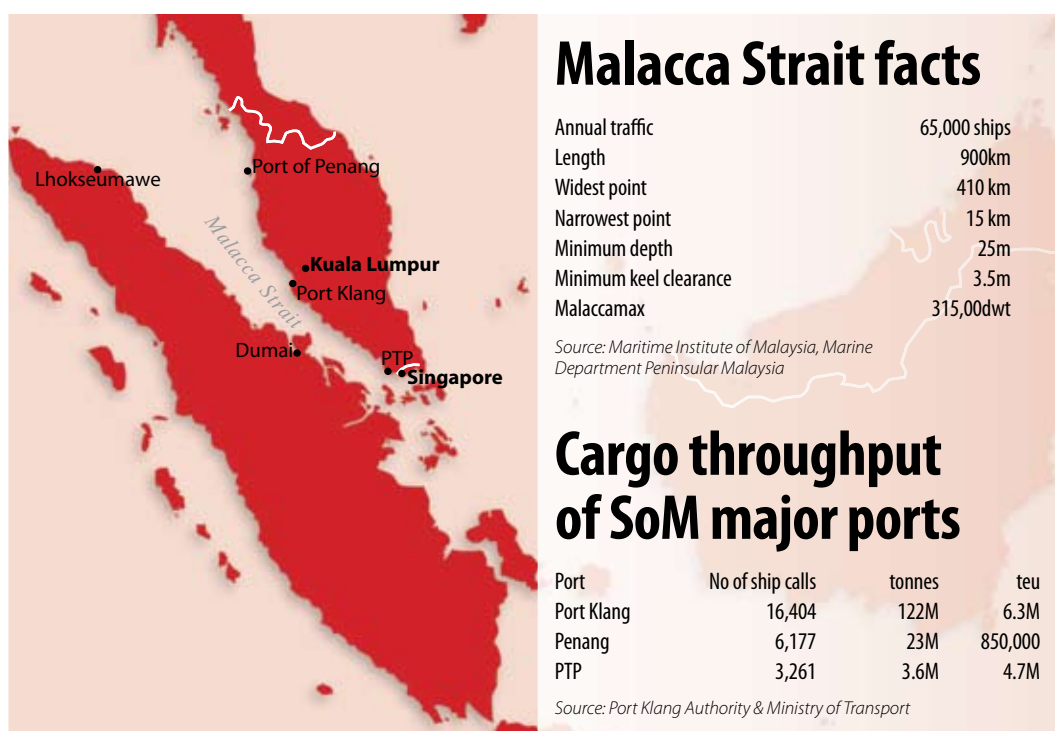 Lhokseumawe
Port of Penang
Malacca Strait
Kuala Lumpur
Port Klang
Dumai
PTP
Singapore
Malacca Strait facts
Annual traffic 65,000 ships
Length 900km
Widest point 410 km
Narrowest point 15 km
Minimum depth 25m
Minimum keel clearance 3.5m
Malaccamax 315,00dwt
Source: Maritime Institute of Malaysia, Marine
Department Peninsular Malaysia
Cargo throughput
of SoM major ports
Port No of ship calls tonnes teu
Port Klang 16,404 122M 6.3M
Penang 6,177 23M 850,000
PTP 3,261 3.6M 4.7M
Source: Port Klang Authority & Ministry of Transport